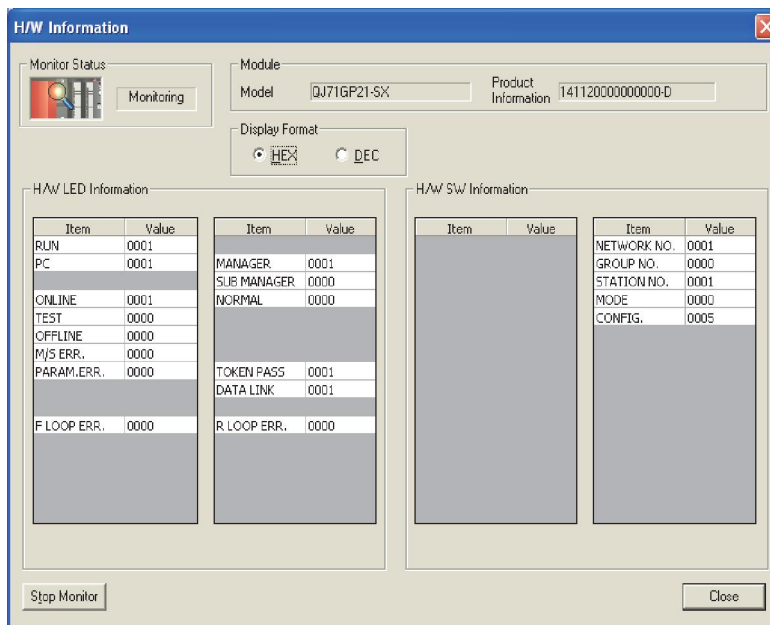 H/W Information
Monitor Status
Monitoring
Module
Model QJ71GP21-SX Product Information 141120000000000-D
Display Format
HEX DEC
H/W LED Information
Item Value
RUN 0001
PC 0001
ONLINE 0001
TEST 0000
OFFLINE 0000
M/S ERR. 0000
PARAM.ERR. 0000
F LOOP ERR. 0000
Item Value
MANAGER 0001
SUB MANAGER 0000
NORMAL 0000
TOKEN PASS 0001
DATA LINK 0001
R LOOP ERR. 0000
H/W SW Information
Item Value
Item Value
NETWORK NO. 0001
GROUP NO. 0000
STATION NO. 0001
MODE 0000
CONFIG. 0005
Stop Monitor
Close